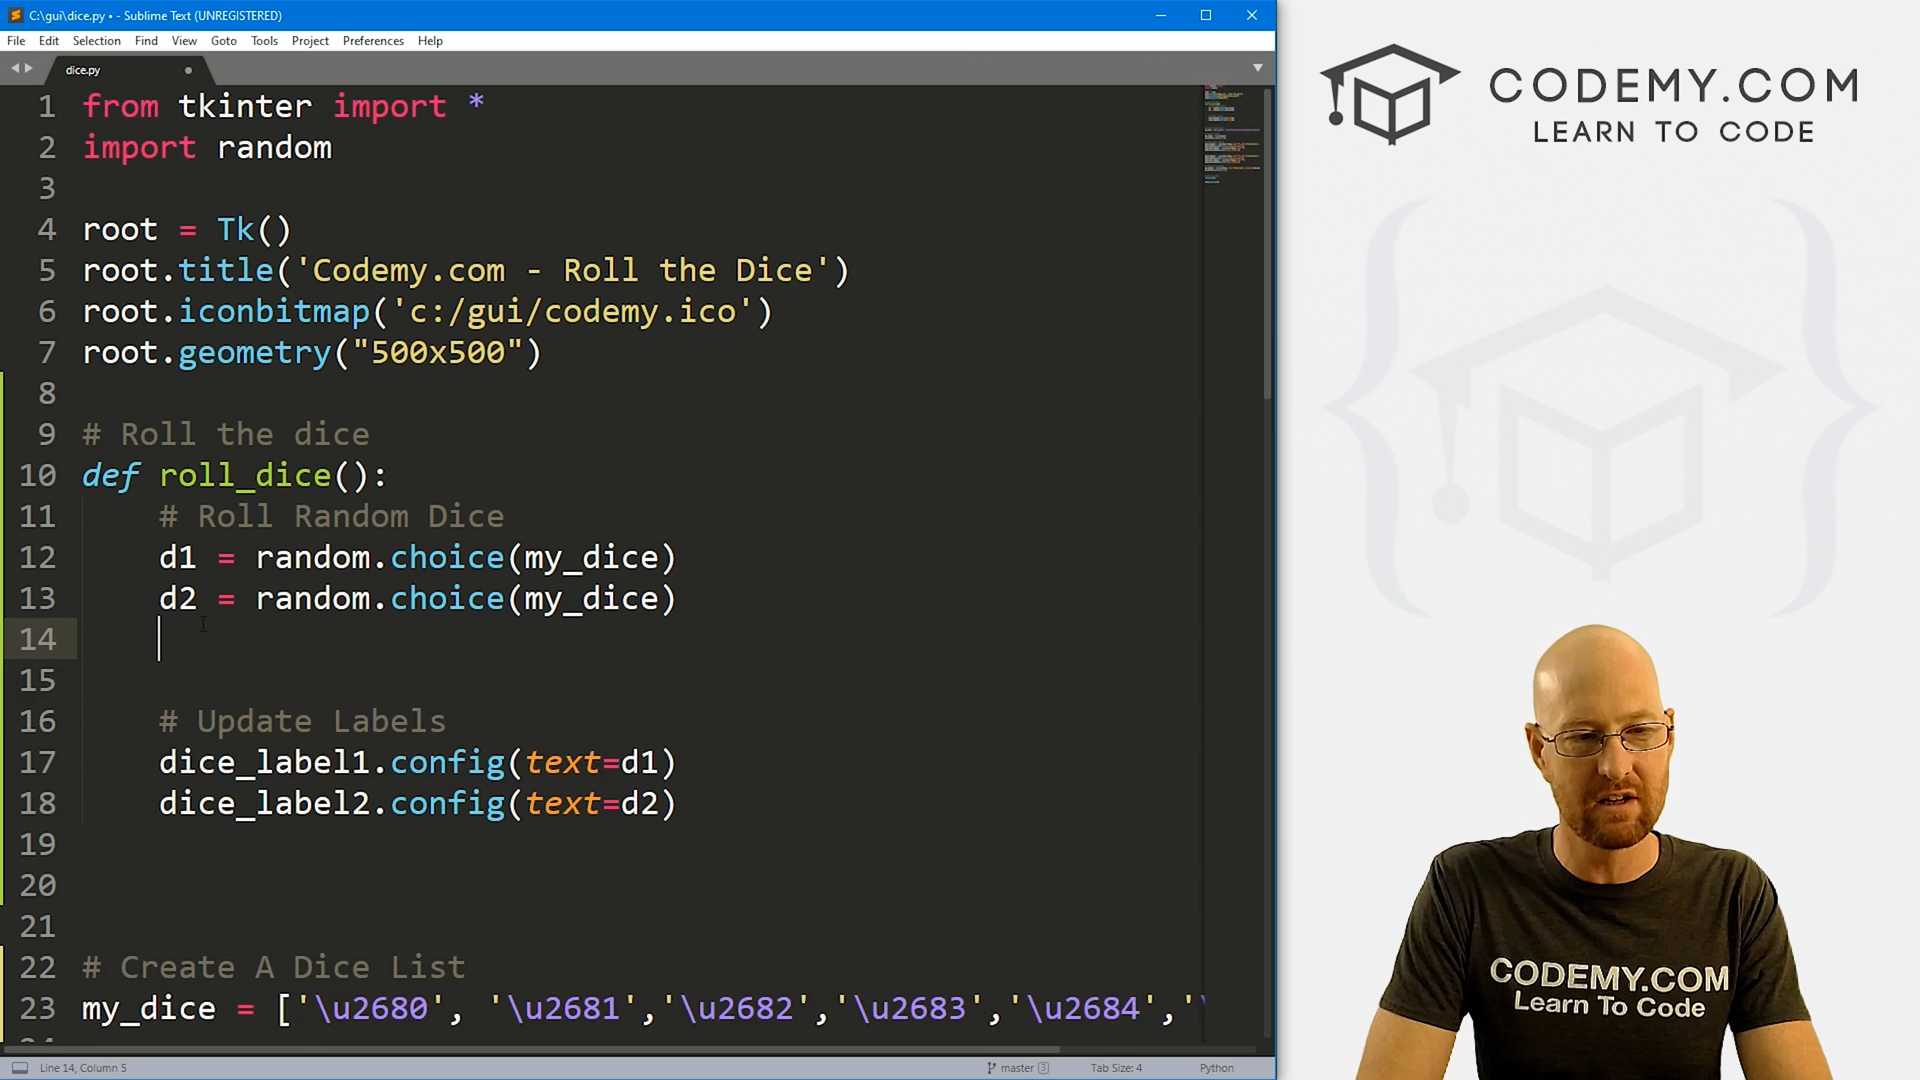 C:\gui\dice.py • - Sublime Text (UNREGISTERED)
File Edit Selection Find View Goto Tools Project Preferences Help
dice.py
1 from tkinter import *
2 import random
3
4 root = Tk()
5 root.title('Codemy.com - Roll the Dice')
6 root.iconbitmap('c:/gui/codemy.ico')
7 root.geometry("500x500")
8
9 # Roll the dice
10 def roll_dice():
11 # Roll Random Dice
12 d1 = random.choice(my_dice)
13 d2 = random.choice(my_dice)
14
15
16 # Update Labels
17 dice_label1.config(text=d1)
18 dice_label2.config(text=d2)
19
20
21
22 # Create A Dice List
23 my_dice = ['\u2680', '\u2681','\u2682','\u2683','\u2684','\
Line 14, Column 5
master 3
Tab Size: 4
Python
CODEMY.COM
LEARN TO CODE
CODEMY.COM
Learn To Code